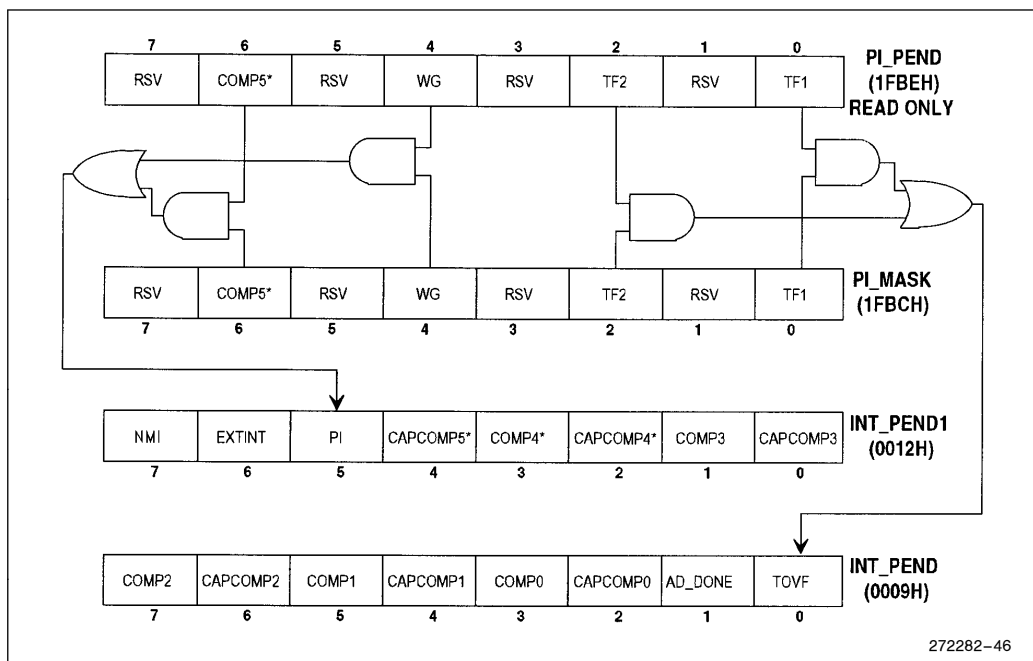 7 6 5 4 3 2 1 0
RSV COMP5* RSV WG RSV TF2 RSV TF1
PI_PEND
(1FBEH)
READ ONLY
RSV COMP5* RSV WG RSV TF2 RSV TF1
7 6 5 4 3 2 1 0
PI_MASK
(1FBCH)
NMI EXTINT PI CAPCOMP5* COMP4* CAPCOMP4* COMP3 CAPCOMP3
7 6 5 4 3 2 1 0
INT_PEND1
(0012H)
COMP2 CAPCOMP2 COMP1 CAPCOMP1 COMP0 CAPCOMP0 AD_DONE TOVF
7 6 5 4 3 2 1 0
INT_PEND
(0009H)
272282-46